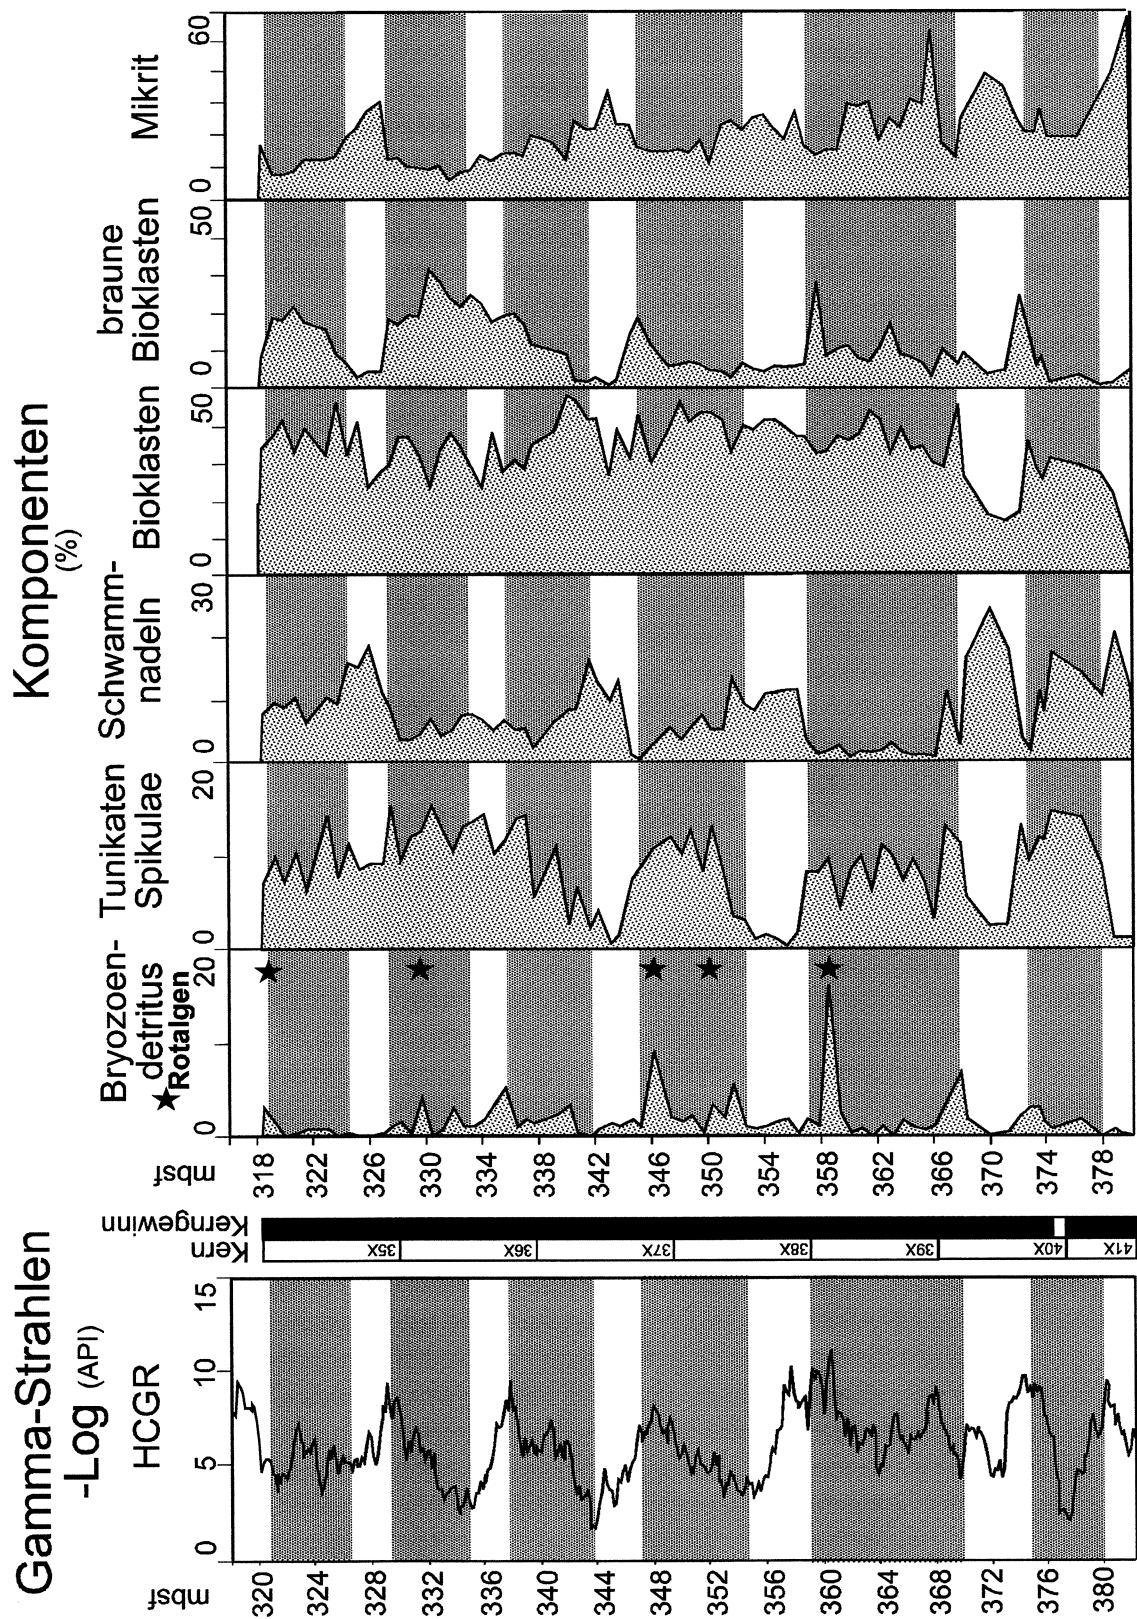 Komponenten
(%)
Mikrit
0
60
braune
Bioklasten
0
50
Bioklasten
0
50
Schwamm-
nadeln
0
30
Tunikaten
Spikulae
0
20
Bryozoen-
detritus
★Rotalgen
0
20
mbsf
318 322 326 330 334 338 342 346 350 354 358 362 366 370 374 378
Kerngewinn
Kern
35X 36X 37X 38X 39X 40X 41X
Gamma-Strahlen
-Log (API)
HCGR
0 5 10 15
mbsf
320 324 328 332 336 340 344 348 352 356 360 364 368 372 376 380